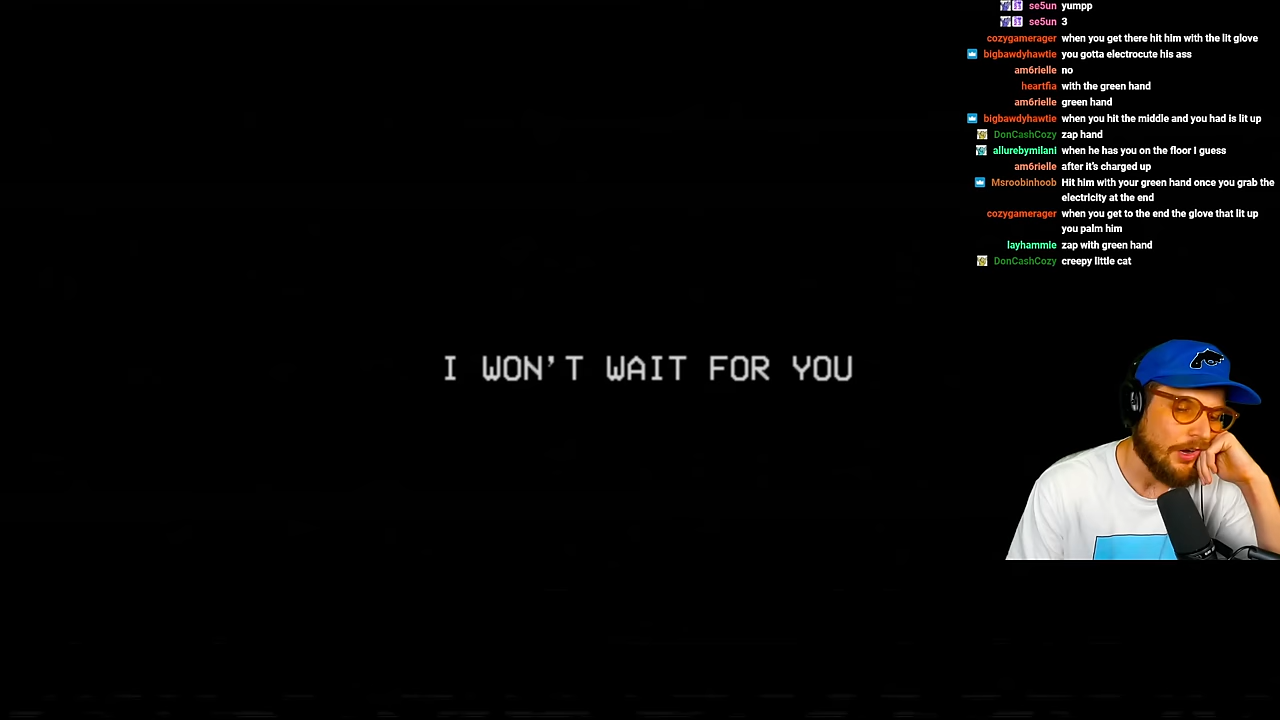 se5un yumpp
se5un 3
cozygamerager when you get there hit him with the lit glove
bigbawdyhawtie you gotta electrocute his ass
am6rielle no
heartfia with the green hand
am6rielle green hand
bigbawdyhawtie when you hit the middle and you had is lit up
DonCashCozy zap hand
allurebymilani when he has you on the floor I guess
am6rielle after it's charged up
Msroobinhoob Hit him with your green hand once you grab the
electricity at the end
cozygamerager when you get to the end the glove that lit up
you palm him
layhammle zap with green hand
DonCashCozy creepy little cat
I WON'T WAIT FOR YOU